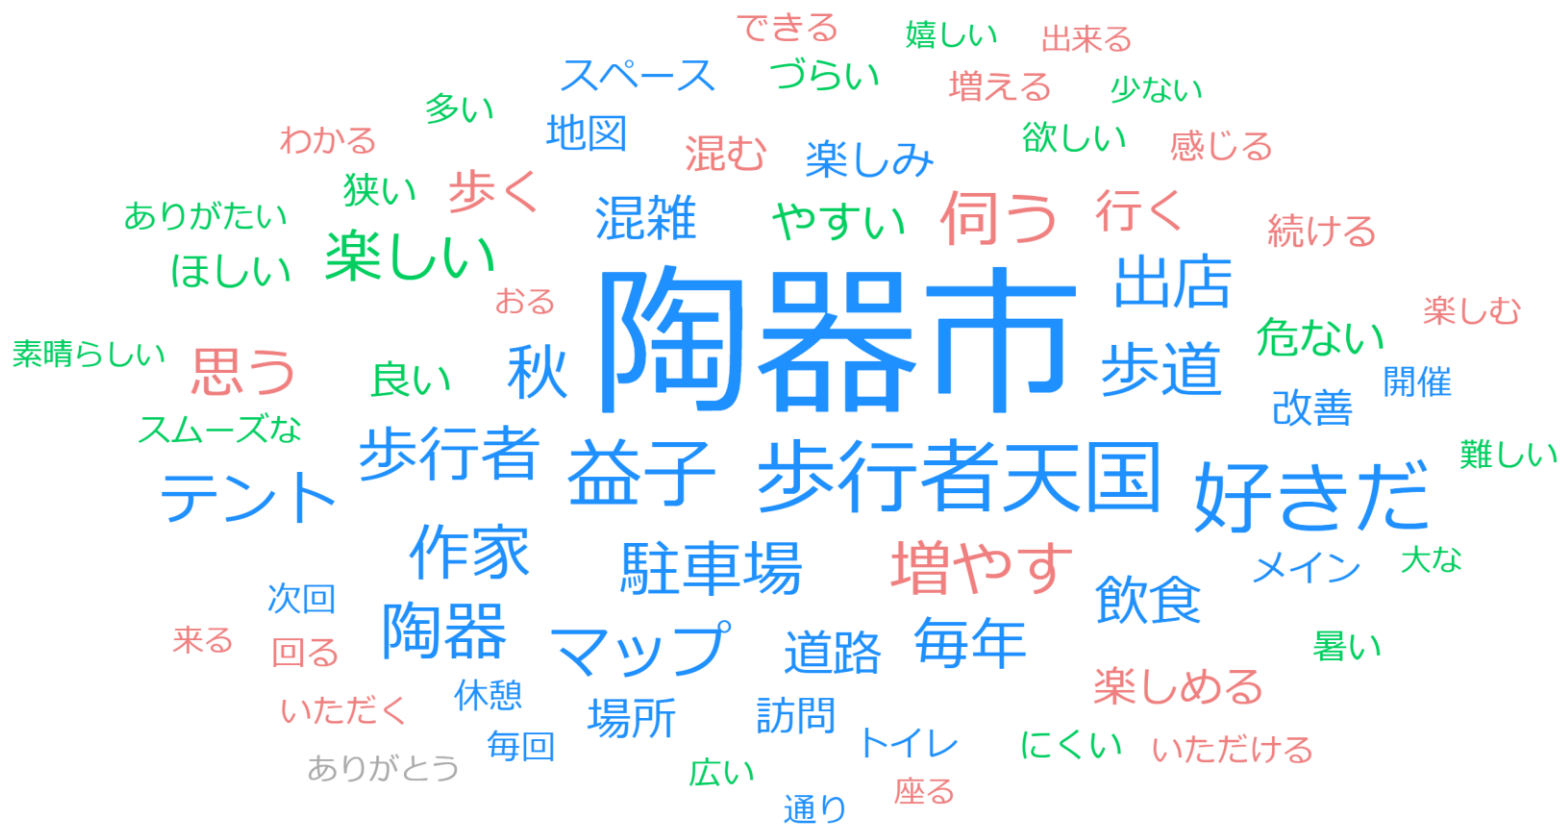 できる
嬉しい
出来る
スペース
づらい
増える
少ない
多い
地図
わかる
混む
楽しみ
欲しい
感じる
狭い
歩く
ありがたい
混雑
やすい
伺う
行く
続ける
楽しい
ほしい
おる
陶器市
出店
楽しむ
素晴らしい
思う
良い
秋
歩道
危ない
開催
改善
スムーズな
歩行者
益子
歩行者天国
好きだ
難しい
テント
作家
駐車場
増やす
メイン
大な
次回
飲食
陶器
マップ
道路
毎年
来る
回る
暑い
休憩
楽しめる
いただく
場所
訪問
毎回
トイレ
にくい
いただける
ありがとう
広い
座る
通り